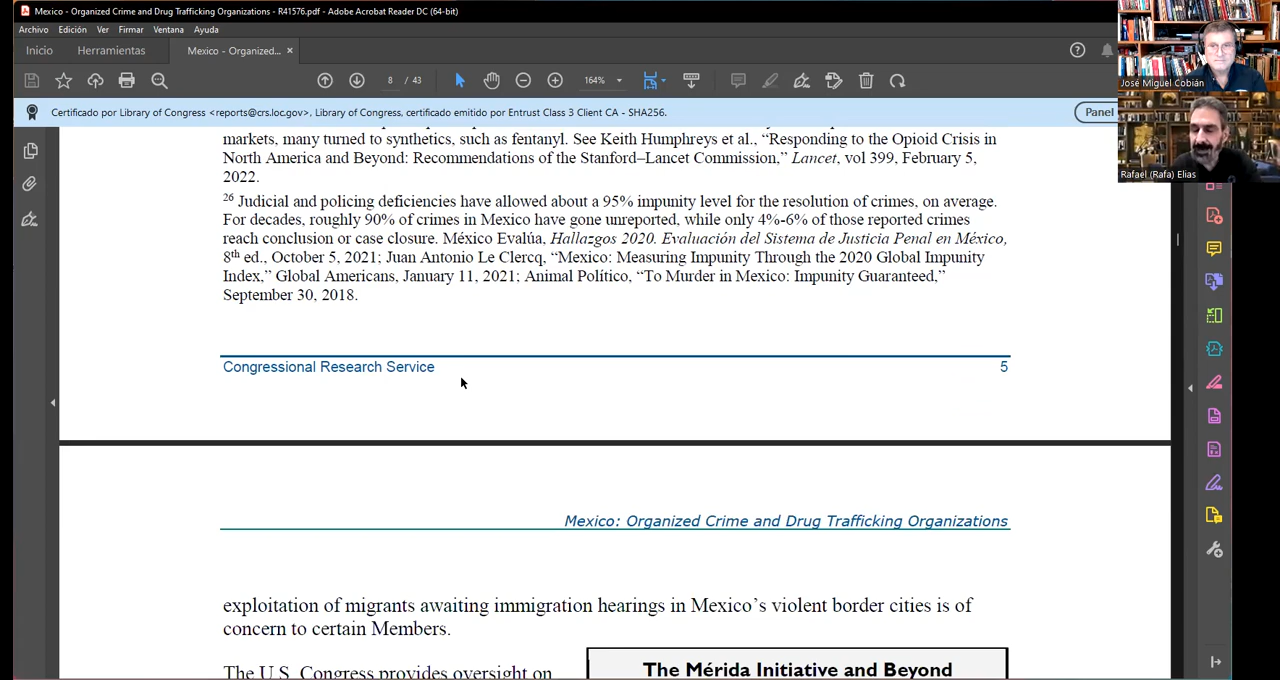 Mexico - Organized Crime and Drug Trafficking Organizations - R41576.pdf - Adobe Acrobat Reader DC (64-bit)
Archivo Edición Ver Firmar Ventana Ayuda
Inicio Herramientas Mexico - Organized... ×
8 / 43 164%
Certificado por Library of Congress <reports@crs.loc.gov>, Library of Congress, certificado emitido por Entrust Class 3 Client CA - SHA256.
Panel
José Miguel Cobián
Rafael (Rafa) Elias
markets, many turned to synthetics, such as fentanyl. See Keith Humphreys et al., “Responding to the Opioid Crisis in
North America and Beyond: Recommendations of the Stanford–Lancet Commission,” Lancet, vol 399, February 5,
2022.
26 Judicial and policing deficiencies have allowed about a 95% impunity level for the resolution of crimes, on average.
For decades, roughly 90% of crimes in Mexico have gone unreported, while only 4%-6% of those reported crimes
reach conclusion or case closure. México Evalúa, Hallazgos 2020. Evaluación del Sistema de Justicia Penal en México,
8th ed., October 5, 2021; Juan Antonio Le Clercq, “Mexico: Measuring Impunity Through the 2020 Global Impunity
Index,” Global Americans, January 11, 2021; Animal Político, “To Murder in Mexico: Impunity Guaranteed,”
September 30, 2018.
Congressional Research Service 5
Mexico: Organized Crime and Drug Trafficking Organizations
exploitation of migrants awaiting immigration hearings in Mexico’s violent border cities is of
concern to certain Members.
The U.S. Congress provides oversight on
The Mérida Initiative and Beyond